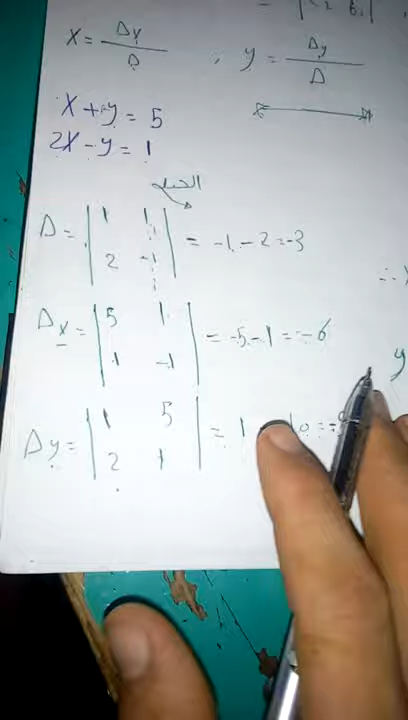 x = Δx / Δ , y = Δy / Δ
x + y = 5
2x - y = 1
الحل
Δ = | 1 1 ; 2 -1 | = -1 - 2 = -3
Δx = | 5 1 ; 1 -1 | = -5 - 1 = -6
Δy = | 1 5 ; 2 1 | = 1
y